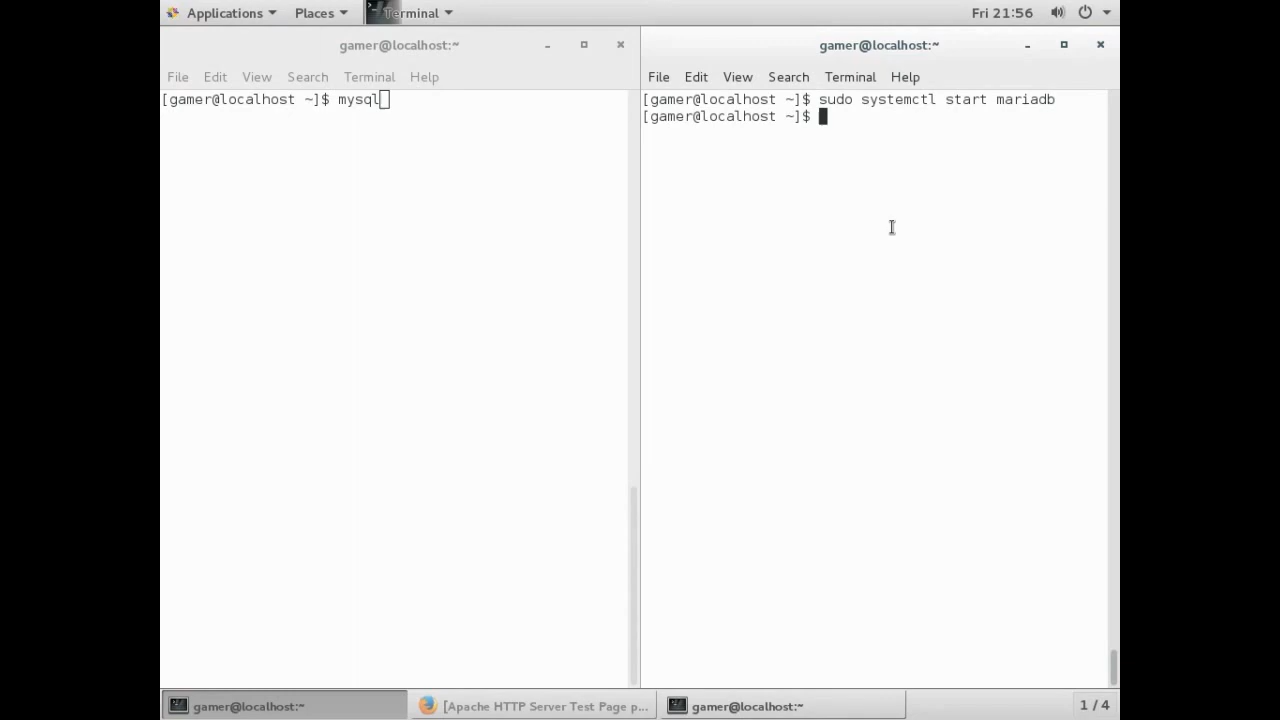 Applications Places Terminal Fri 21:56
gamer@localhost:~
File Edit View Search Terminal Help
[gamer@localhost ~]$ mysql
gamer@localhost:~
File Edit View Search Terminal Help
[gamer@localhost ~]$ sudo systemctl start mariadb
[gamer@localhost ~]$
gamer@localhost:~ [Apache HTTP Server Test Page p... gamer@localhost:~ 1 / 4